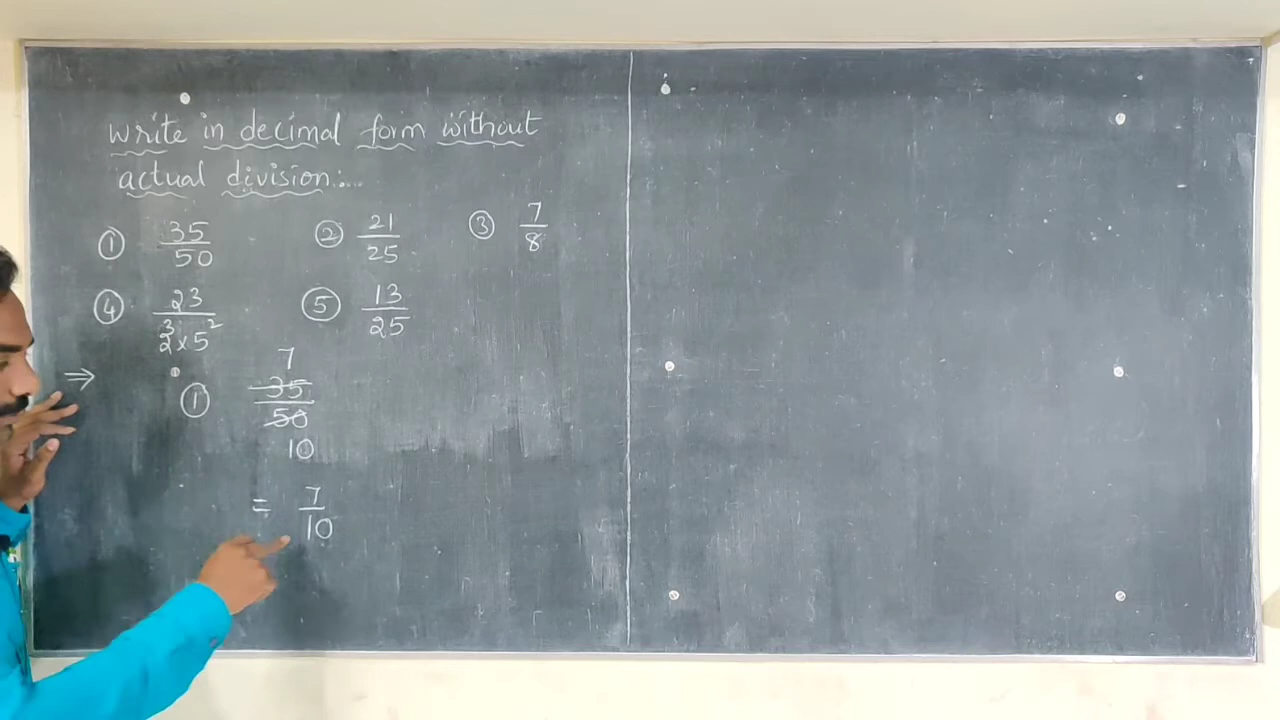 write in decimal form without
actual division:...
① 35/50 ② 21/25 ③ 7/8
④ 23/2³×5² ⑤ 13/25
⇒ ① 7
35/50
10
= 7/10